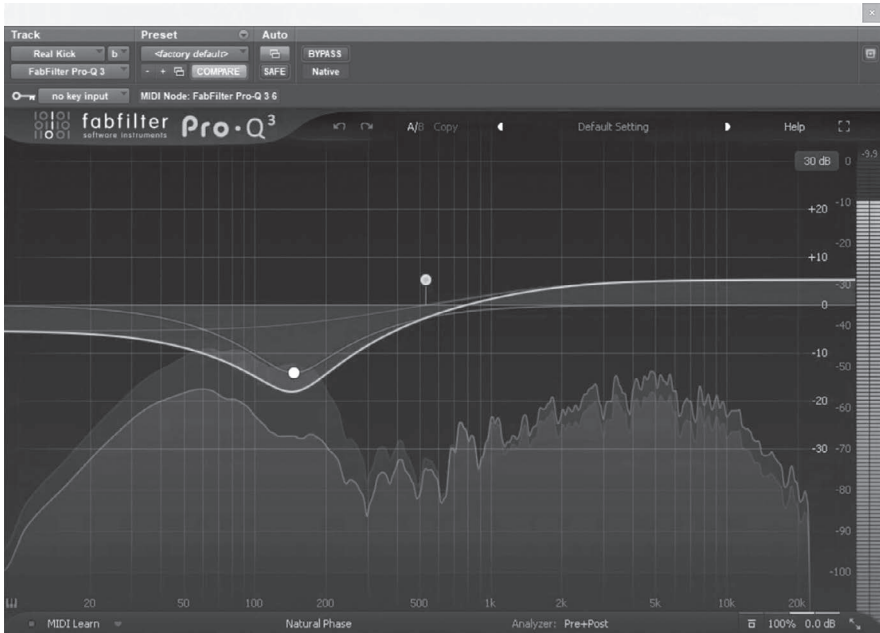 Track Preset Auto
Real Kick b <factory default> BYPASS
FabFilter Pro-Q 3 - + COMPARE SAFE Native
no key input MIDI Node: FabFilter Pro-Q 3 6
fabfilter software instruments Pro·Q³ A/B Copy Default Setting Help
30 dB 0 -9.9
+20 -10
-20
+10
-30
0
-40
-10
-50
-20 -60
-30 -70
-80
-90
-100
20 50 100 200 500 1k 2k 5k 10k 20k
MIDI Learn Natural Phase Analyzer: Pre+Post 100% 0.0 dB